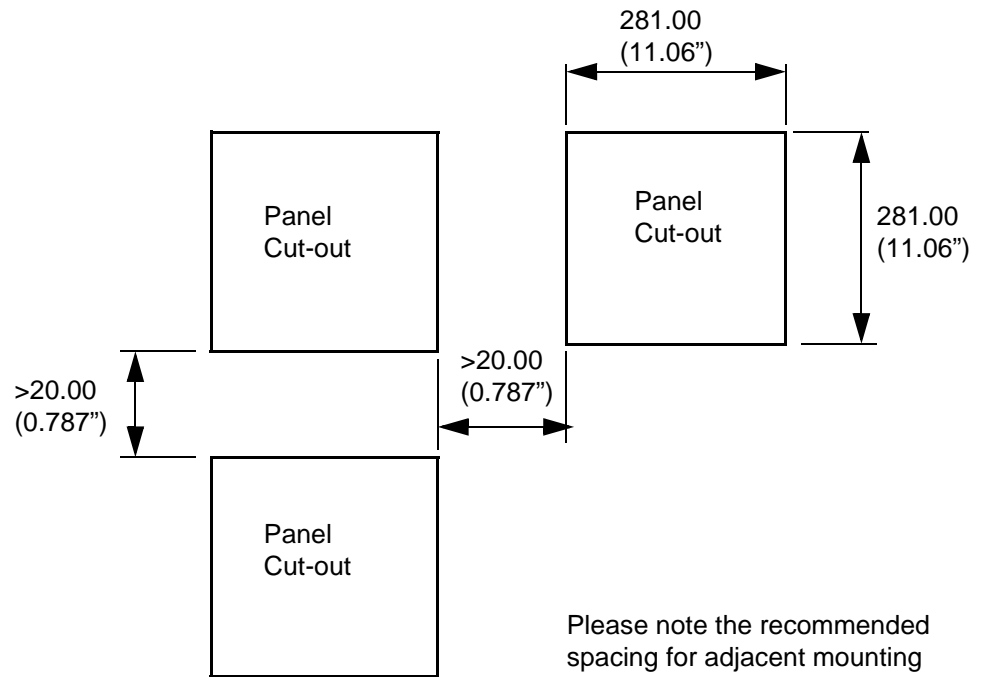 281.00
(11.06”)
Panel
Cut-out
Panel
Cut-out
281.00
(11.06”)
>20.00
(0.787”)
>20.00
(0.787”)
Panel
Cut-out
Please note the recommended
spacing for adjacent mounting